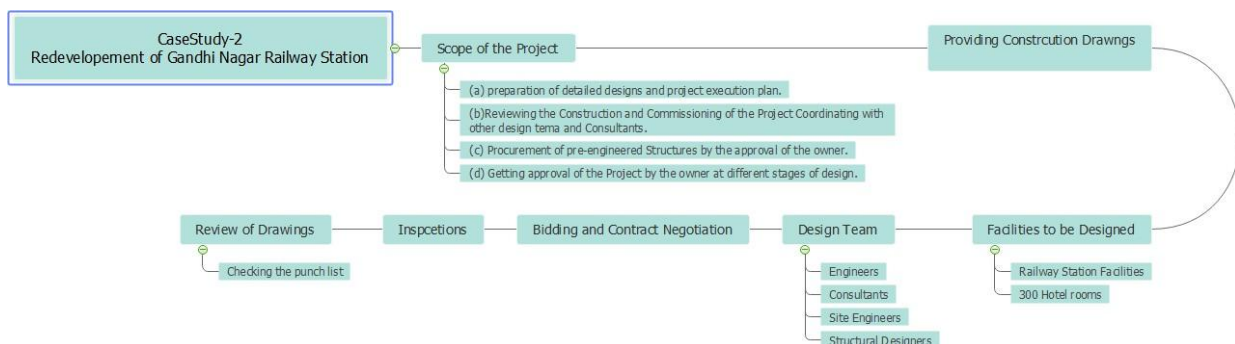 CaseStudy-2
Redevelopement of Gandhi Nagar Railway Station
Scope of the Project
(a) preparation of detailed designs and project execution plan.
(b)Reviewing the Construction and Commissioning of the Project Coordinating with
other design tema and Consultants.
(c) Procurement of pre-engineered Structures by the approval of the owner.
(d) Getting approval of the Project by the owner at different stages of design.
Providing Constrcution Drawngs
Facilities to be Designed
Railway Station Facilities
300 Hotel rooms
Design Team
Engineers
Consultants
Site Engineers
Structural Designers
Bidding and Contract Negotiation
Inspcetions
Review of Drawings
Checking the punch list